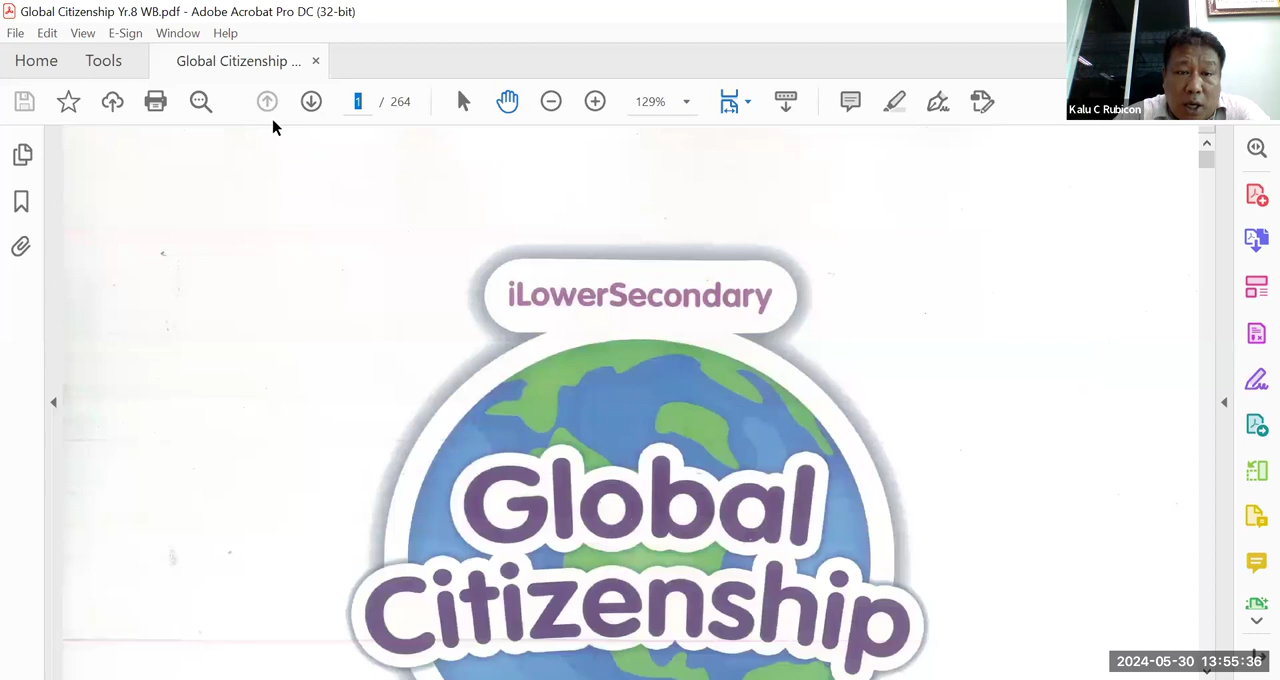 Global Citizenship Yr.8 WB.pdf - Adobe Acrobat Pro DC (32-bit)
File Edit View E-Sign Window Help
Home Tools Global Citizenship ... ×
1 / 264 129%
Kalu C Rubicon
iLowerSecondary
Global
Citizenship
2024-05-30 13:55:36